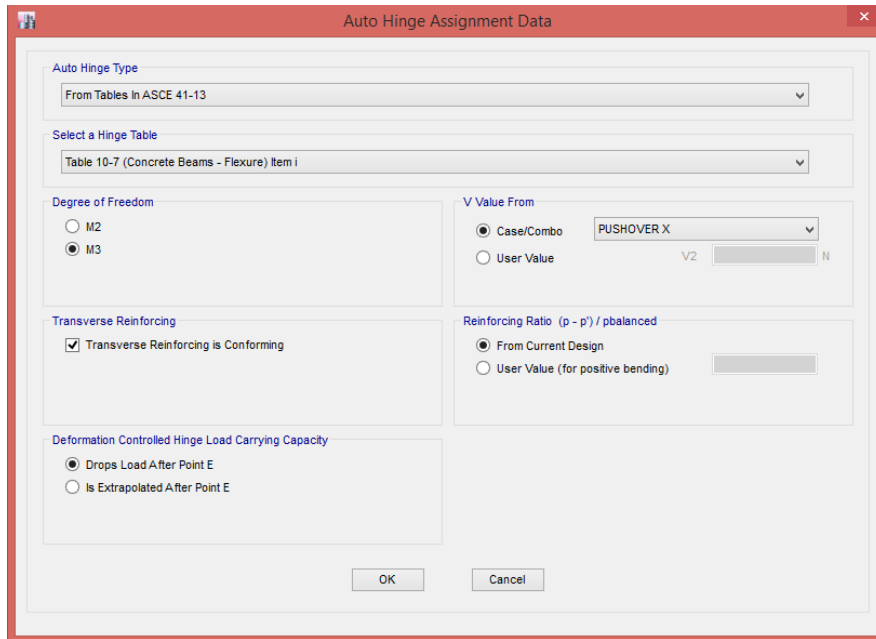 Auto Hinge Assignment Data
Auto Hinge Type
From Tables In ASCE 41-13
Select a Hinge Table
Table 10-7 (Concrete Beams - Flexure) Item i
Degree of Freedom
M2
M3
V Value From
Case/Combo PUSHOVER X
User Value V2 N
Transverse Reinforcing
Transverse Reinforcing is Conforming
Reinforcing Ratio (p - p') / pbalanced
From Current Design
User Value (for positive bending)
Deformation Controlled Hinge Load Carrying Capacity
Drops Load After Point E
Is Extrapolated After Point E
OK Cancel